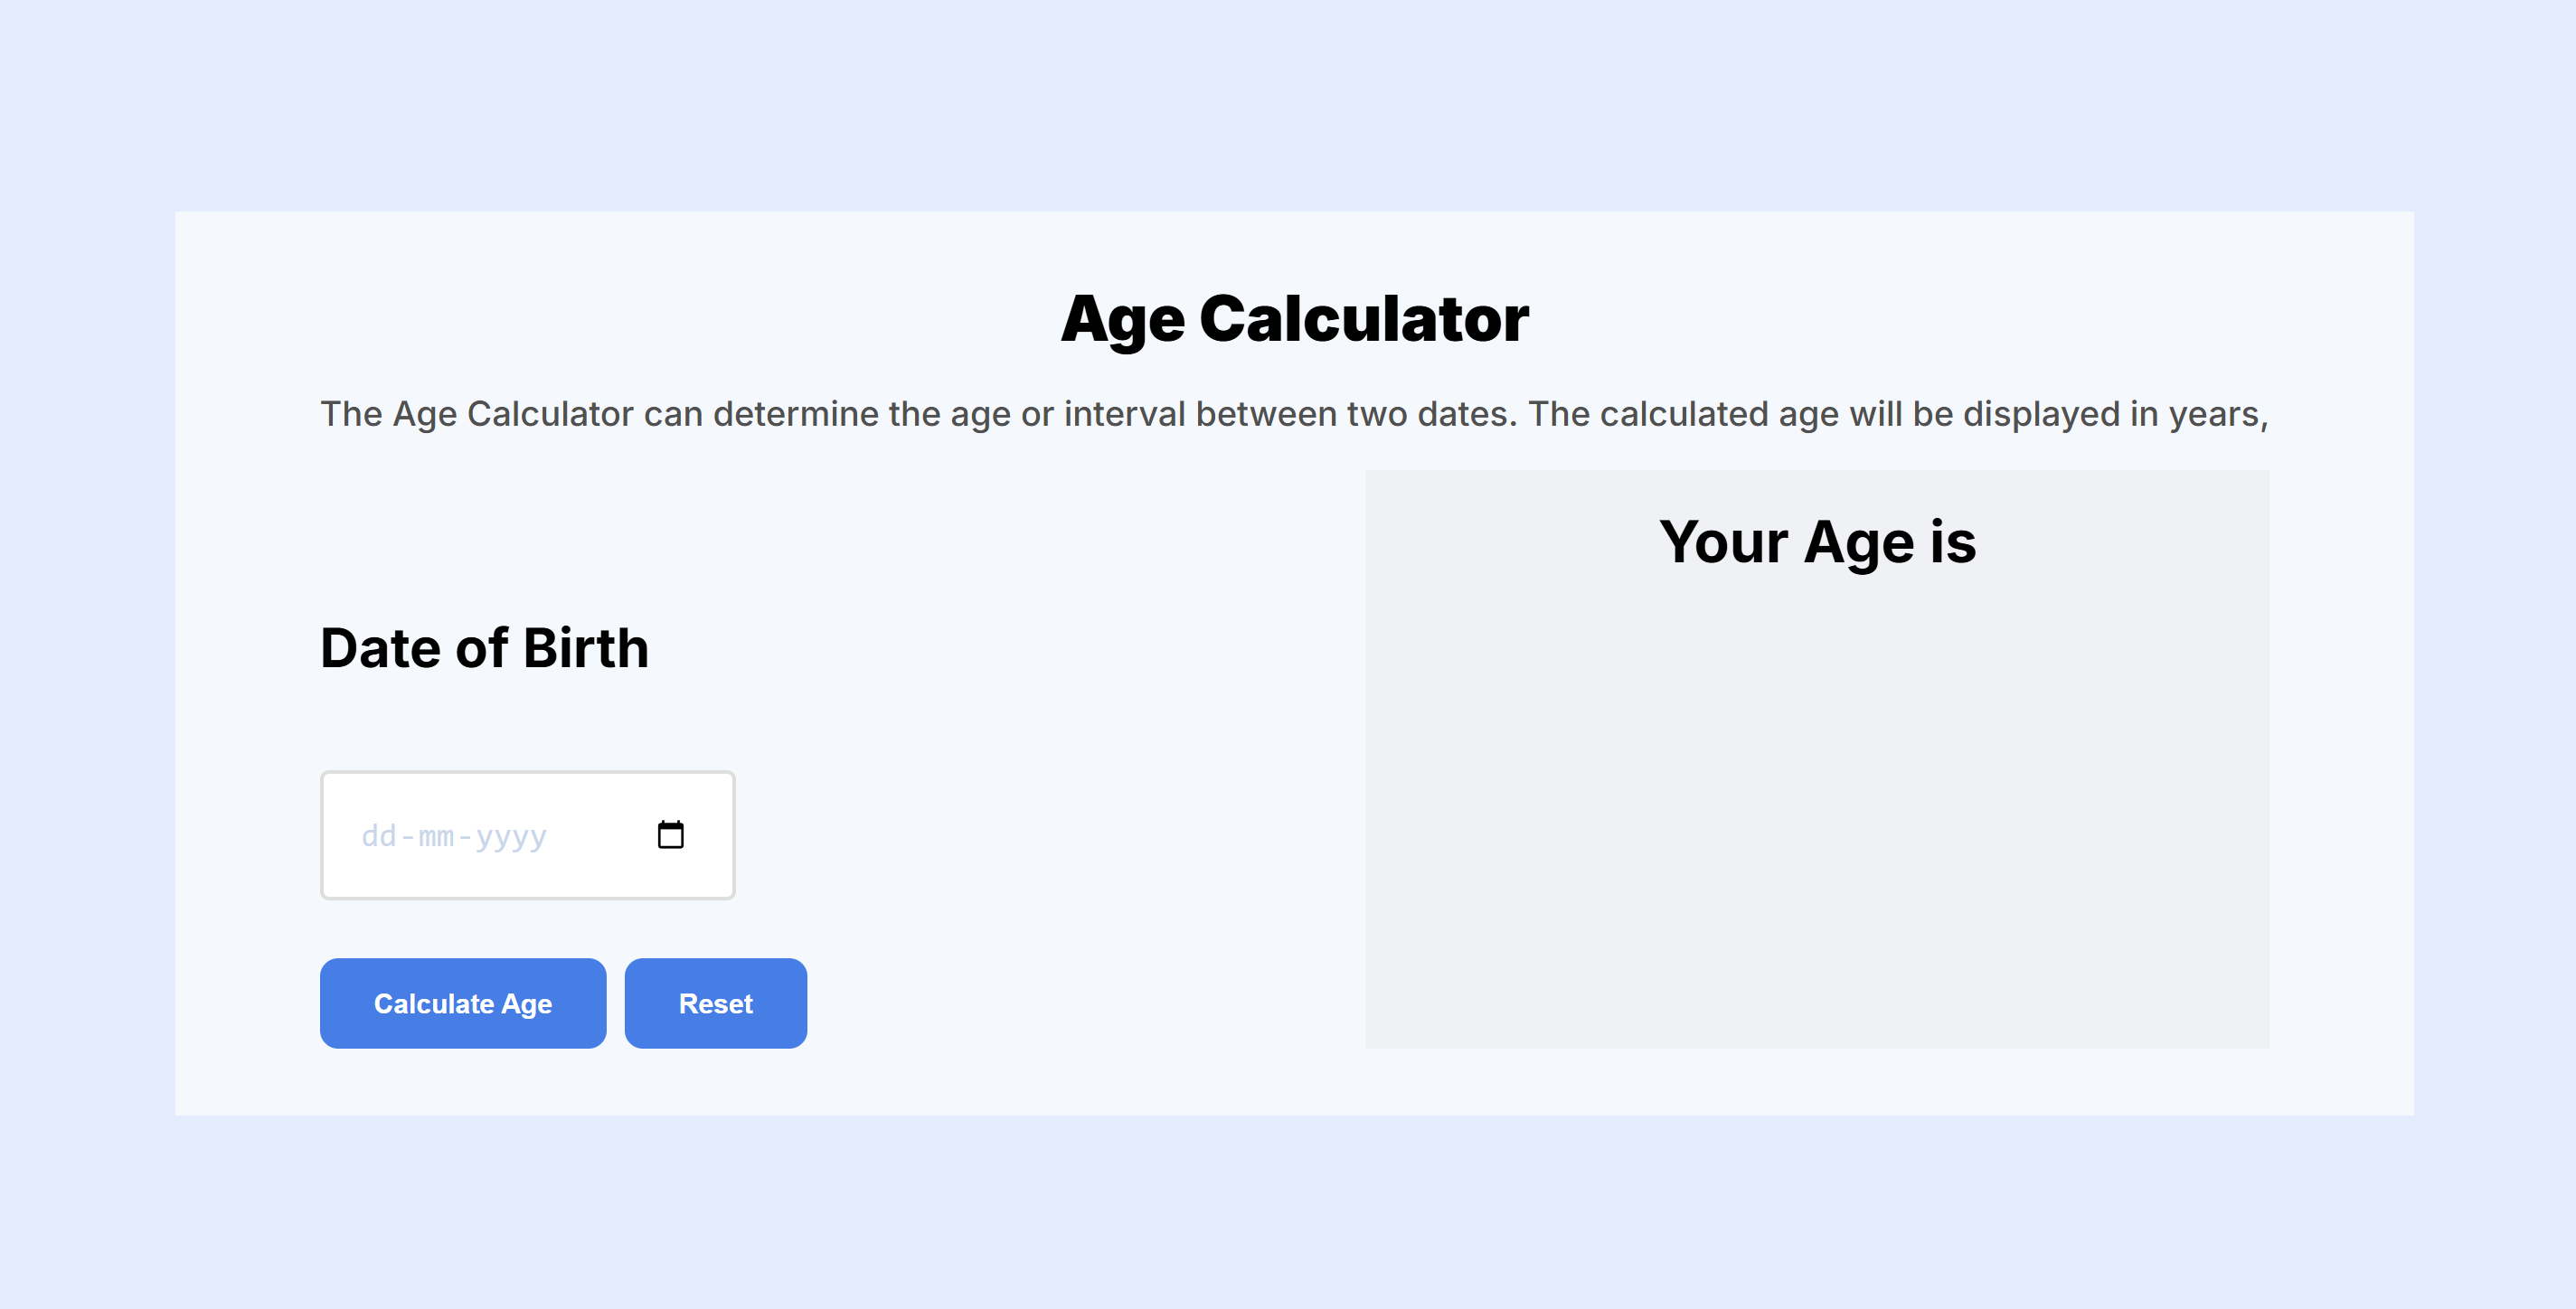 Age Calculator
The Age Calculator can determine the age or interval between two dates. The calculated age will be displayed in years,
Your Age is
Date of Birth
dd-mm-yyyy
Calculate Age
Reset